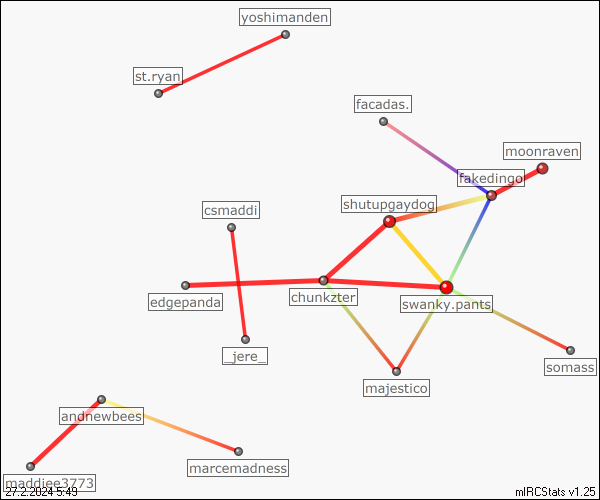 yoshimanden
st.ryan
facadas.
moonraven
fakedingo
shutupgaydog
csmaddi
edgepanda
chunkzter
swanky.pants
_jere_
somass
majestico
andnewbees
marcemadness
maddiee3773
27.2.2024 5:49
mIRCStats v1.25